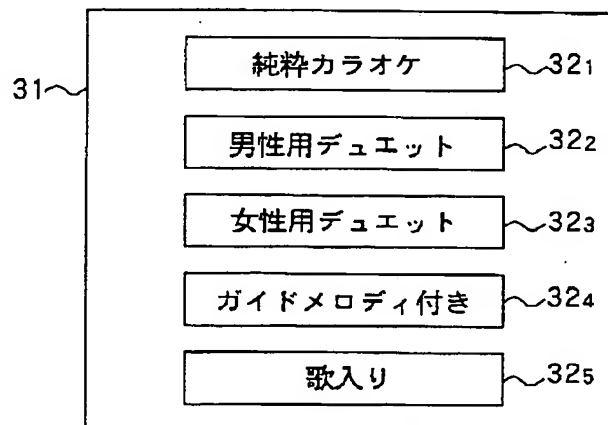 純粋カラオケ 32₁
31
男性用デュエット 32₂
女性用デュエット 32₃
ガイドメロディ付き 32₄
歌入り 32₅